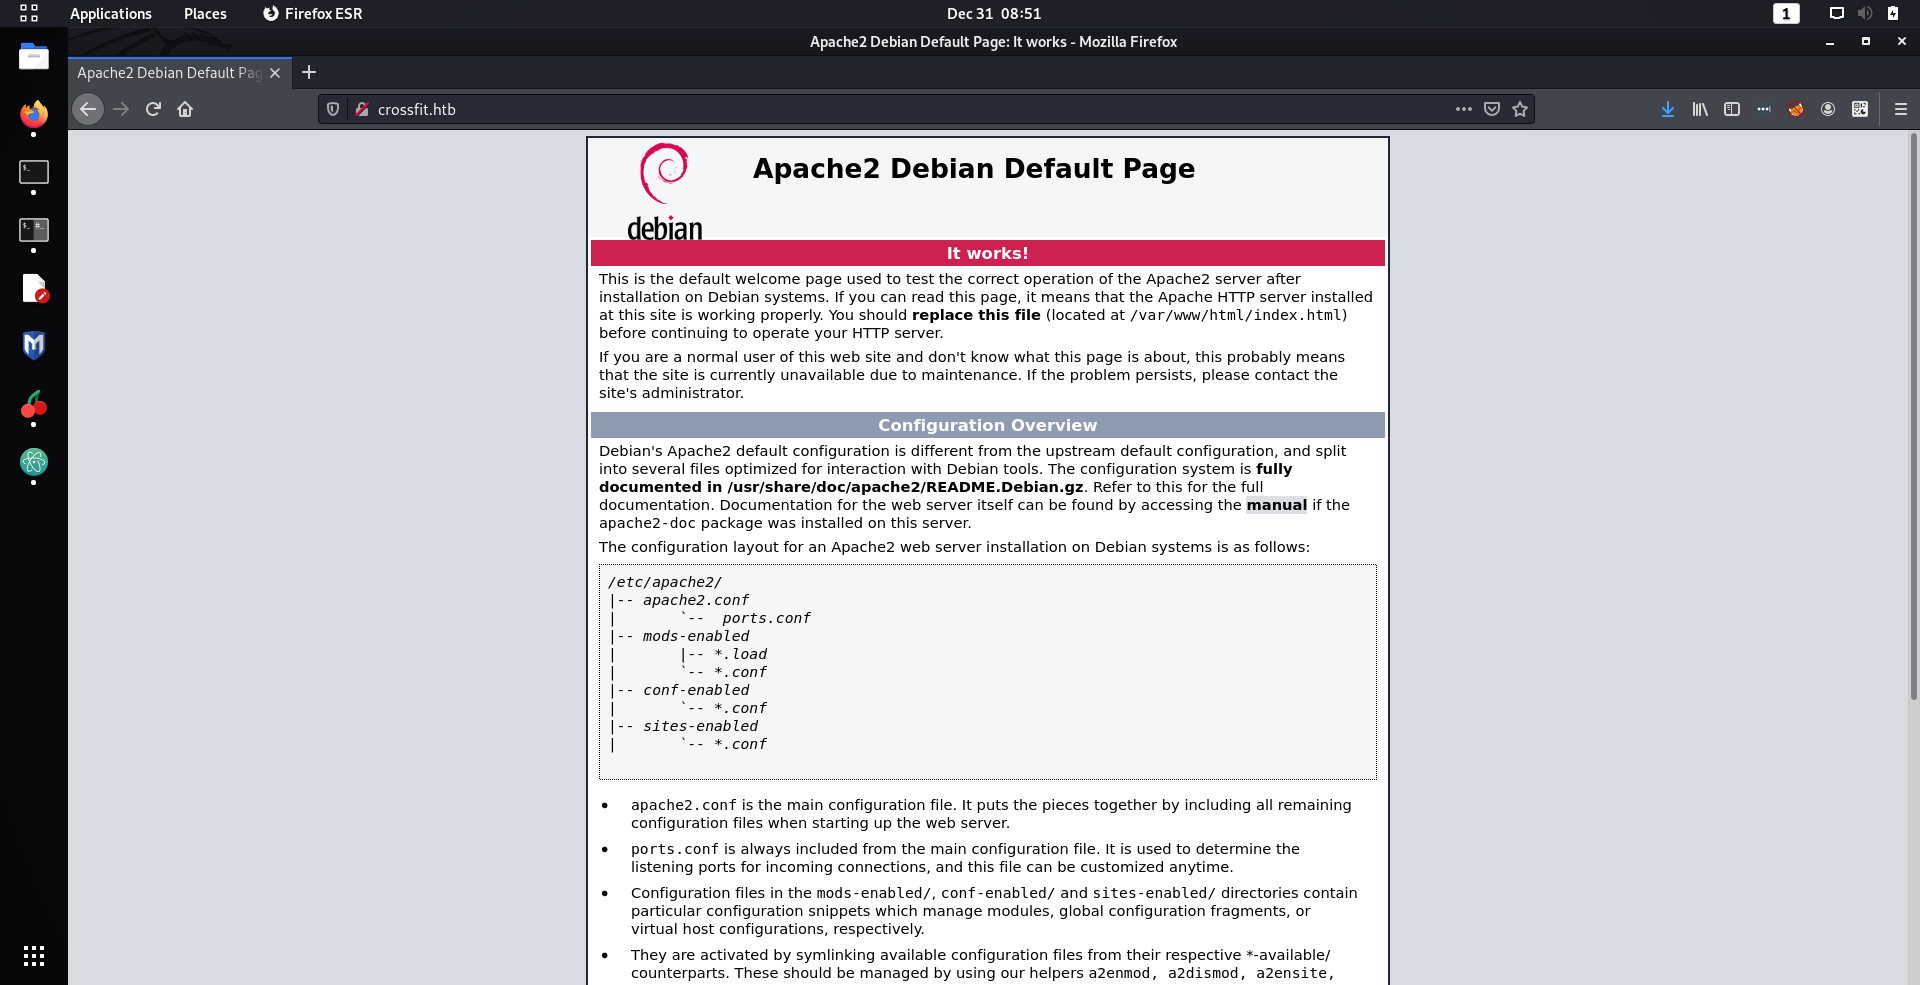 Applications Places Firefox ESR Dec 31 08:51 1
Apache2 Debian Default Page: It works - Mozilla Firefox
Apache2 Debian Default Pag
crossfit.htb
Apache2 Debian Default Page
debian
It works!
This is the default welcome page used to test the correct operation of the Apache2 server after
installation on Debian systems. If you can read this page, it means that the Apache HTTP server installed
at this site is working properly. You should replace this file (located at /var/www/html/index.html)
before continuing to operate your HTTP server.
If you are a normal user of this web site and don't know what this page is about, this probably means
that the site is currently unavailable due to maintenance. If the problem persists, please contact the
site's administrator.
Configuration Overview
Debian's Apache2 default configuration is different from the upstream default configuration, and split
into several files optimized for interaction with Debian tools. The configuration system is fully
documented in /usr/share/doc/apache2/README.Debian.gz. Refer to this for the full
documentation. Documentation for the web server itself can be found by accessing the manual if the
apache2-doc package was installed on this server.
The configuration layout for an Apache2 web server installation on Debian systems is as follows:
/etc/apache2/
|-- apache2.conf
|       `--  ports.conf
|-- mods-enabled
|       |-- *.load
|       `-- *.conf
|-- conf-enabled
|       `-- *.conf
|-- sites-enabled
|       `-- *.conf
• apache2.conf is the main configuration file. It puts the pieces together by including all remaining
configuration files when starting up the web server.
• ports.conf is always included from the main configuration file. It is used to determine the
listening ports for incoming connections, and this file can be customized anytime.
• Configuration files in the mods-enabled/, conf-enabled/ and sites-enabled/ directories contain
particular configuration snippets which manage modules, global configuration fragments, or
virtual host configurations, respectively.
• They are activated by symlinking available configuration files from their respective *-available/
counterparts. These should be managed by using our helpers a2enmod, a2dismod, a2ensite,